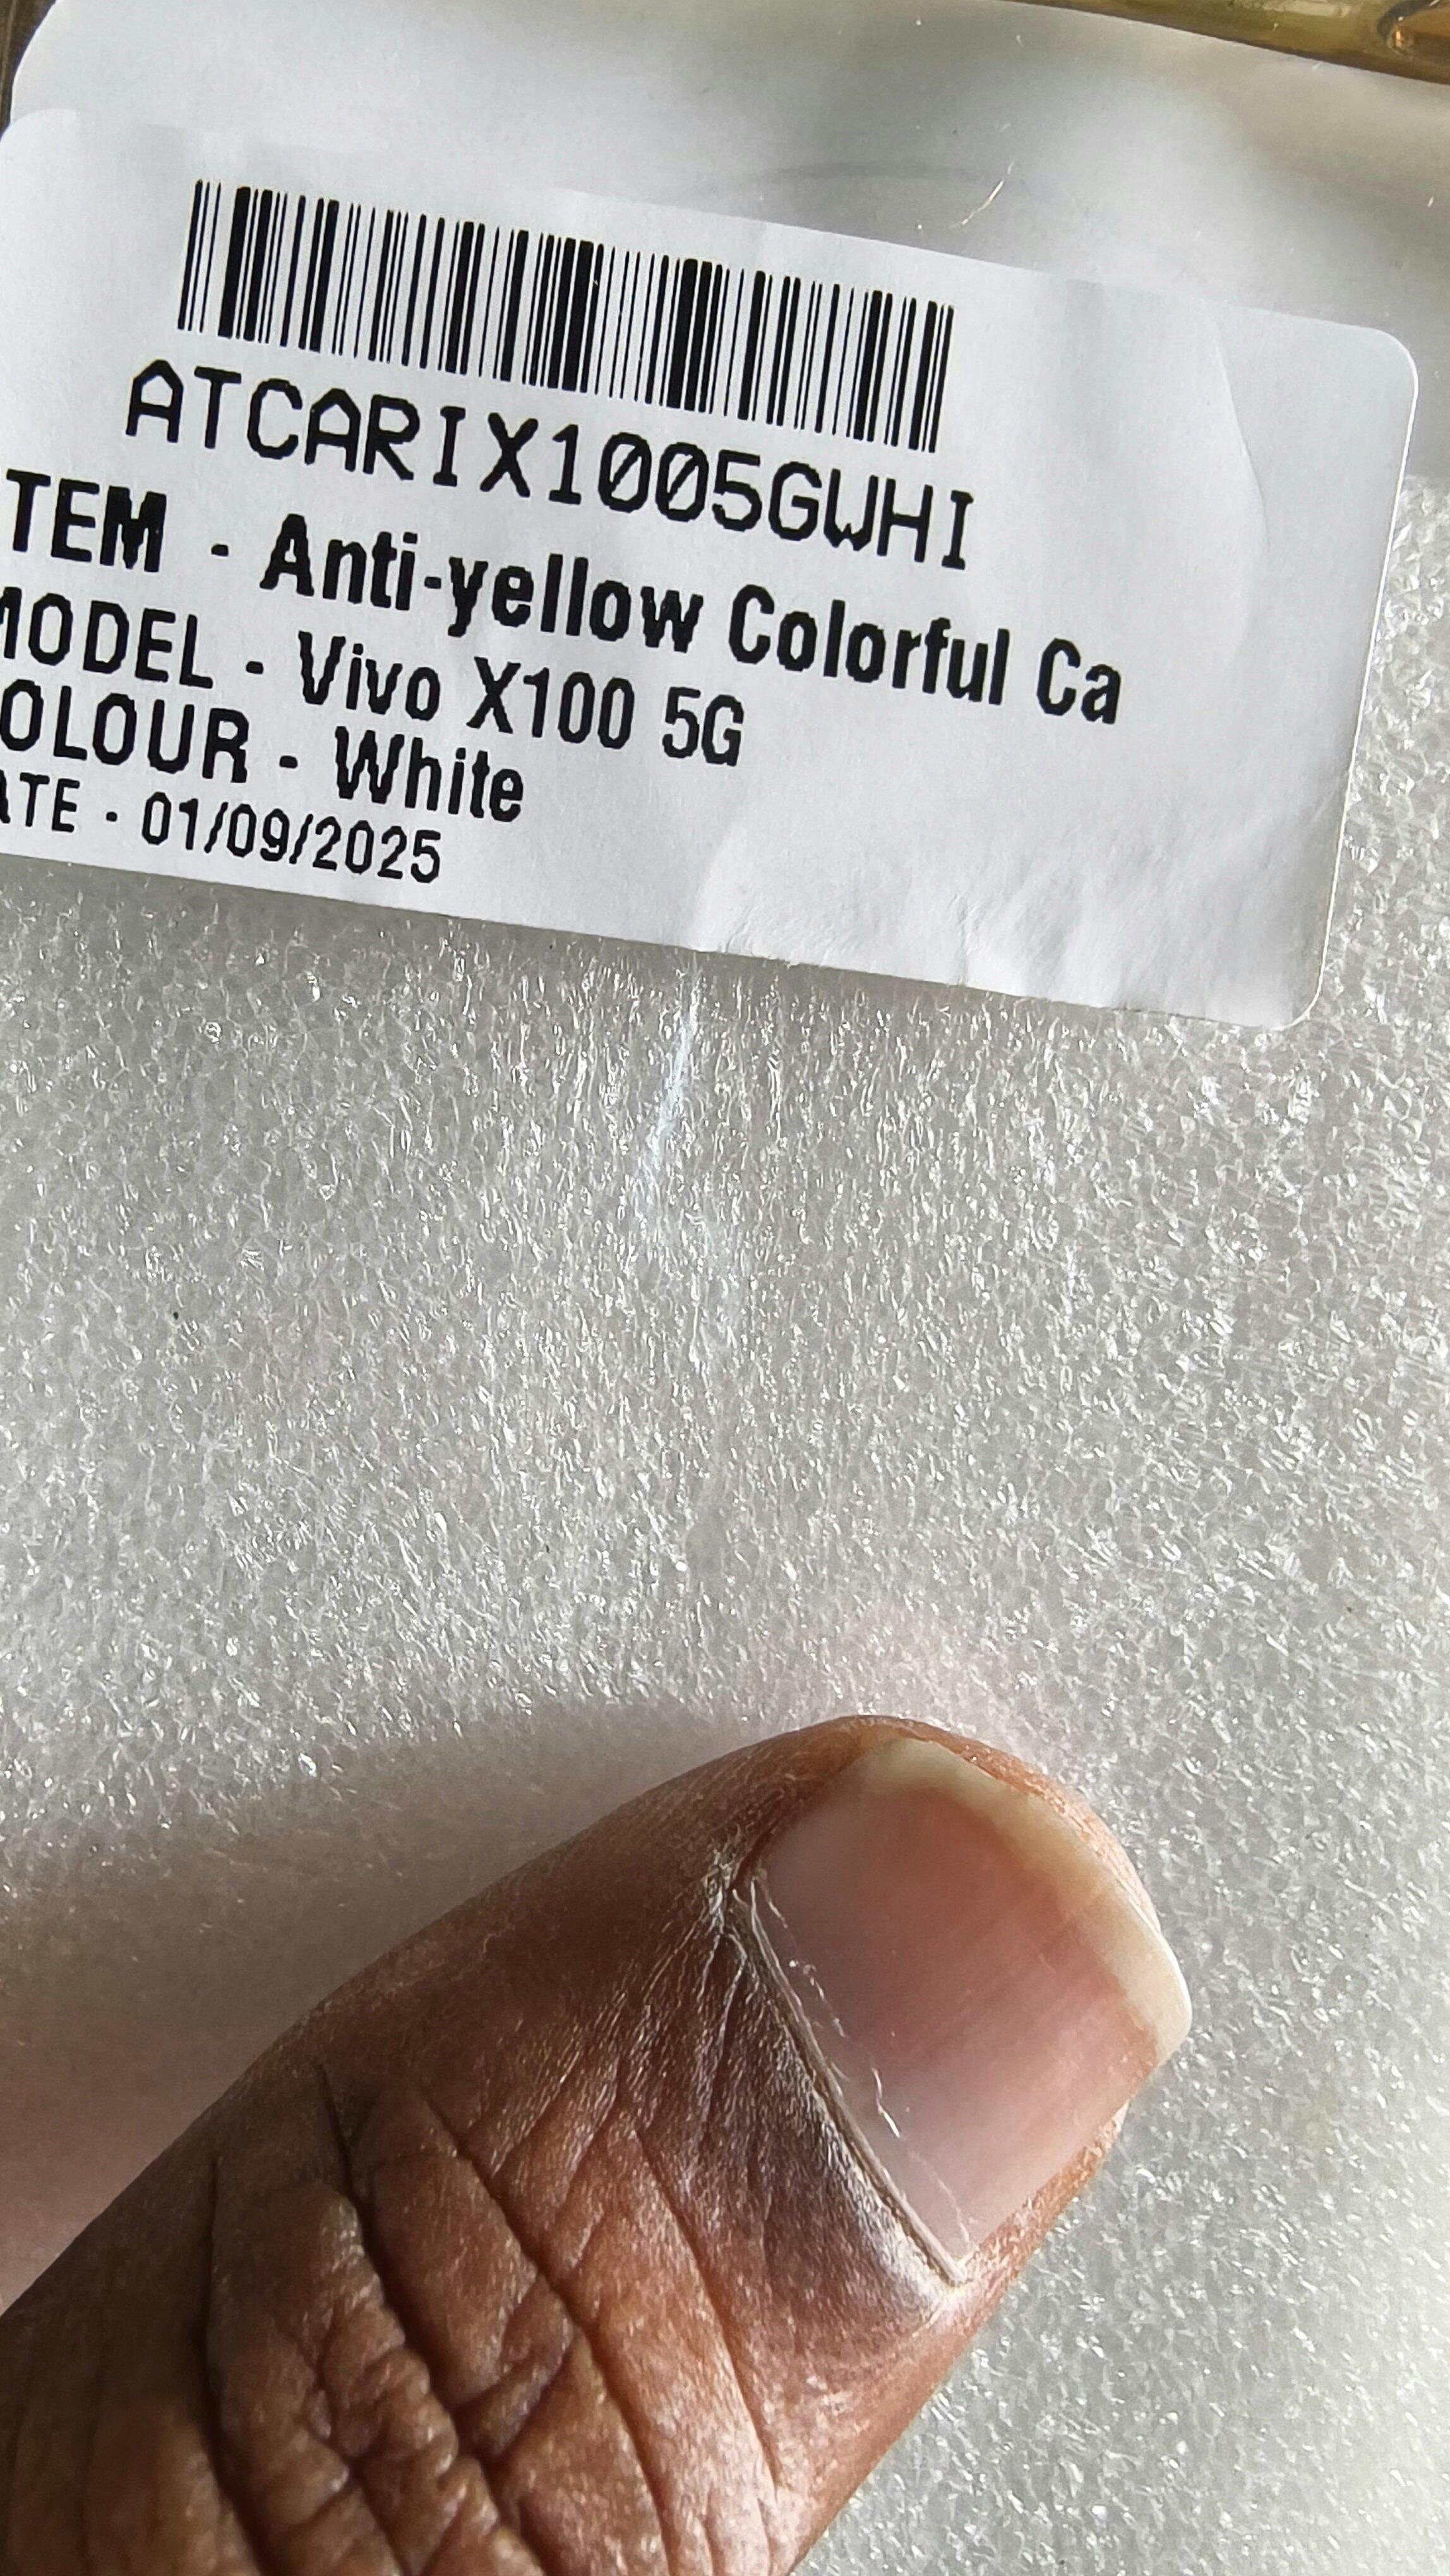 ATCARIX1005GWHI
TEM - Anti-yellow Colorful Ca
MODEL - Vivo X100 5G
OLOUR - White
ATE - 01/09/2025